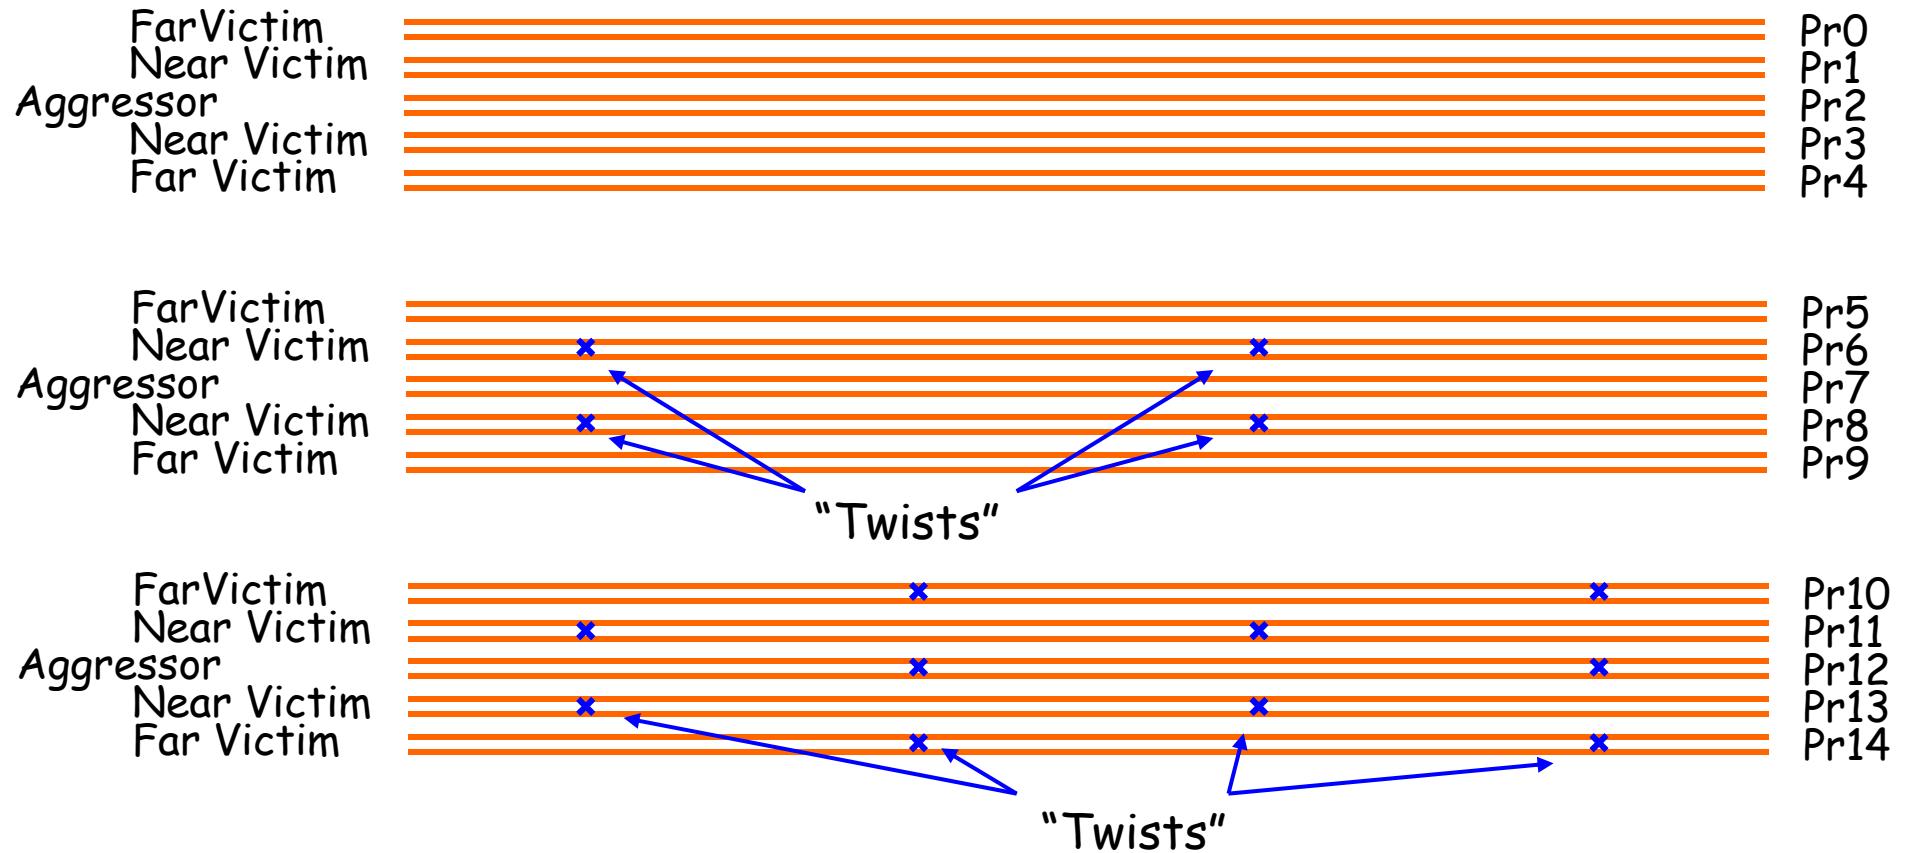 FarVictim Pr0
Near Victim Pr1
Aggressor Pr2
Near Victim Pr3
Far Victim Pr4
FarVictim Pr5
Near Victim Pr6
Aggressor Pr7
Near Victim Pr8
Far Victim Pr9
“Twists”
FarVictim Pr10
Near Victim Pr11
Aggressor Pr12
Near Victim Pr13
Far Victim Pr14
“Twists”